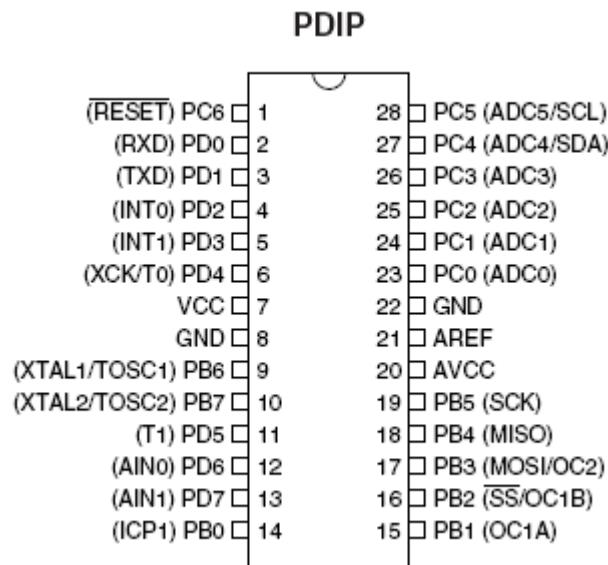 PDIP
(RESET) PC6 1 28 PC5 (ADC5/SCL)
(RXD) PD0 2 27 PC4 (ADC4/SDA)
(TXD) PD1 3 26 PC3 (ADC3)
(INT0) PD2 4 25 PC2 (ADC2)
(INT1) PD3 5 24 PC1 (ADC1)
(XCK/T0) PD4 6 23 PC0 (ADC0)
VCC 7 22 GND
GND 8 21 AREF
(XTAL1/TOSC1) PB6 9 20 AVCC
(XTAL2/TOSC2) PB7 10 19 PB5 (SCK)
(T1) PD5 11 18 PB4 (MISO)
(AIN0) PD6 12 17 PB3 (MOSI/OC2)
(AIN1) PD7 13 16 PB2 (SS/OC1B)
(ICP1) PB0 14 15 PB1 (OC1A)